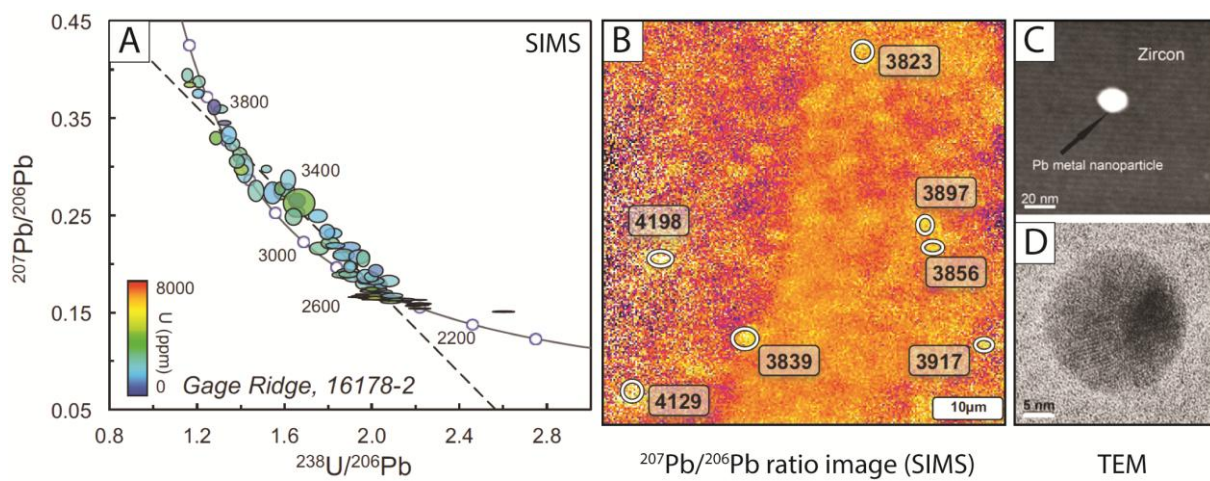 A
SIMS
0.45
0.35
0.25
0.15
0.05
²⁰⁷Pb/²⁰⁶Pb
3800
3400
3000
2600
2200
8000
U (ppm)
0
Gage Ridge, 16178-2
0.8 1.2 1.6 2.0 2.4 2.8
²³⁸U/²⁰⁶Pb
B
3823
3897
4198
3856
3839
3917
4129
10μm
²⁰⁷Pb/²⁰⁶Pb ratio image (SIMS)
C
Zircon
Pb metal nanoparticle
20 nm
D
5 nm
TEM